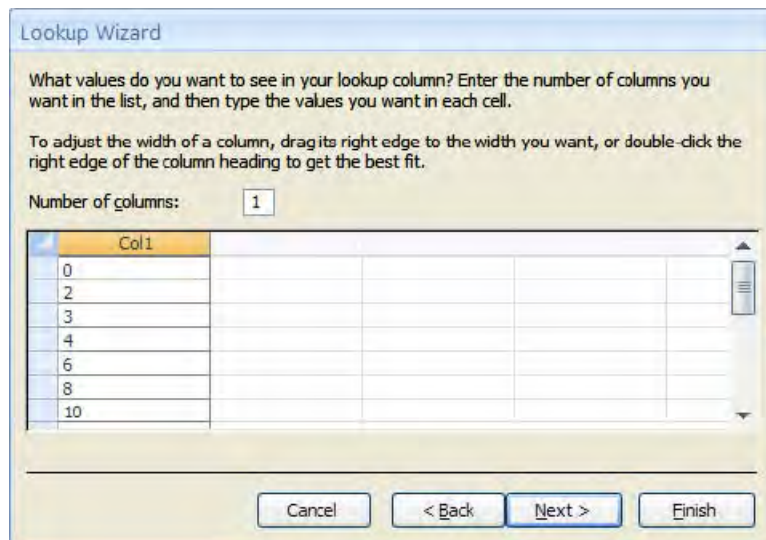 Lookup Wizard
What values do you want to see in your lookup column? Enter the number of columns you
want in the list, and then type the values you want in each cell.
To adjust the width of a column, drag its right edge to the width you want, or double-click the
right edge of the column heading to get the best fit.
Number of columns: 1
Col1
0
2
3
4
6
8
10
Cancel < Back Next > Finish